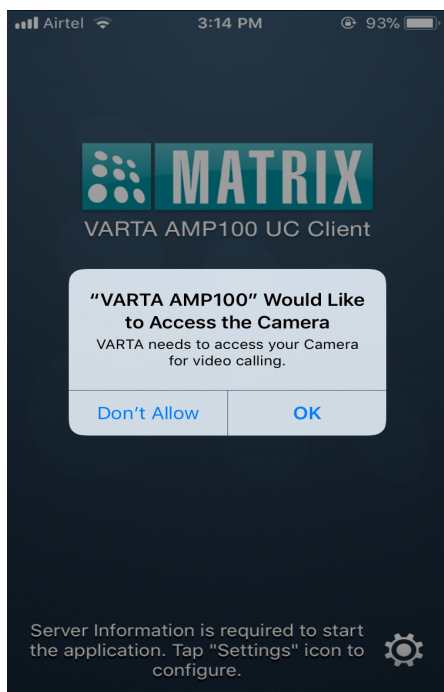 Airtel 3:14 PM 93%
MATRIX
VARTA AMP100 UC Client
“VARTA AMP100” Would Like
to Access the Camera
VARTA needs to access your Camera
for video calling.
Don’t Allow OK
Server Information is required to start
the application. Tap "Settings" icon to
configure.